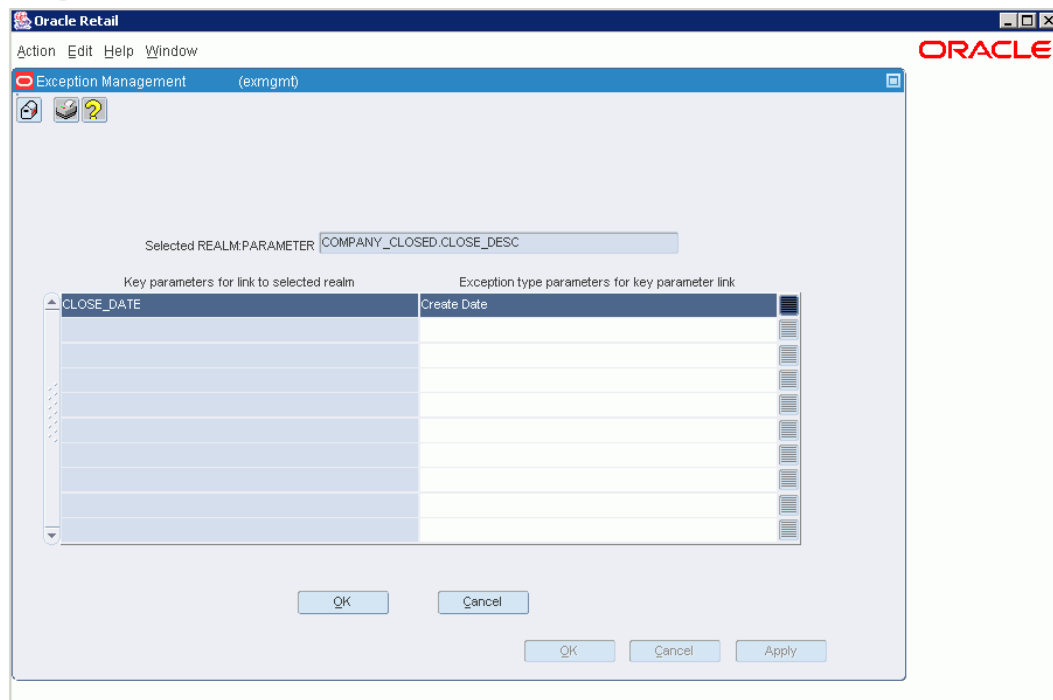 Oracle Retail
Action Edit Help Window
ORACLE
Exception Management (exmgmt)
Selected REALM:PARAMETER COMPANY_CLOSED.CLOSE_DESC
Key parameters for link to selected realm Exception type parameters for key parameter link
CLOSE_DATE Create Date
OK Cancel
OK Cancel Apply